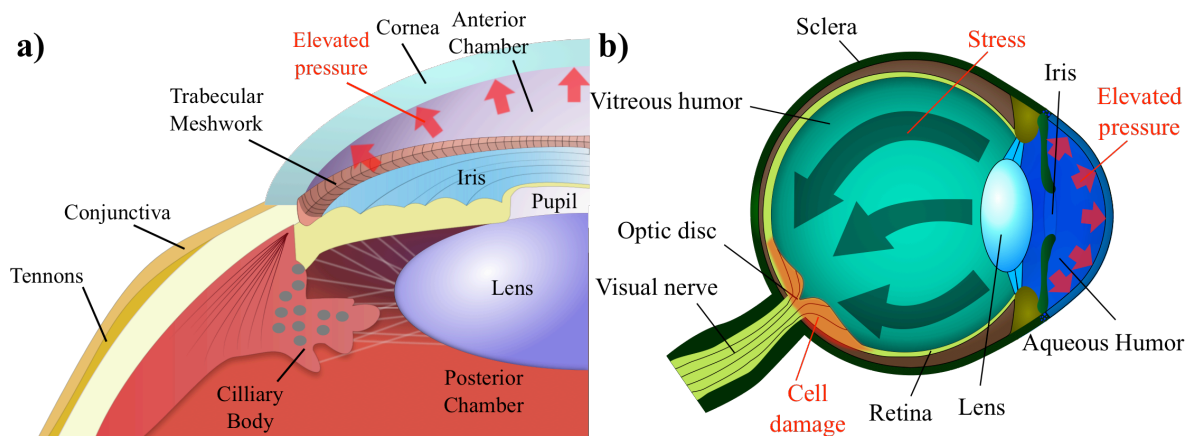 a)
Elevated
pressure
Cornea
Anterior
Chamber
Trabecular
Meshwork
Iris
Pupil
Conjunctiva
Tennons
Lens
Cilliary
Body
Posterior
Chamber
b)
Sclera
Stress
Iris
Vitreous humor
Elevated
pressure
Optic disc
Visual nerve
Aqueous Humor
Cell
damage
Retina
Lens